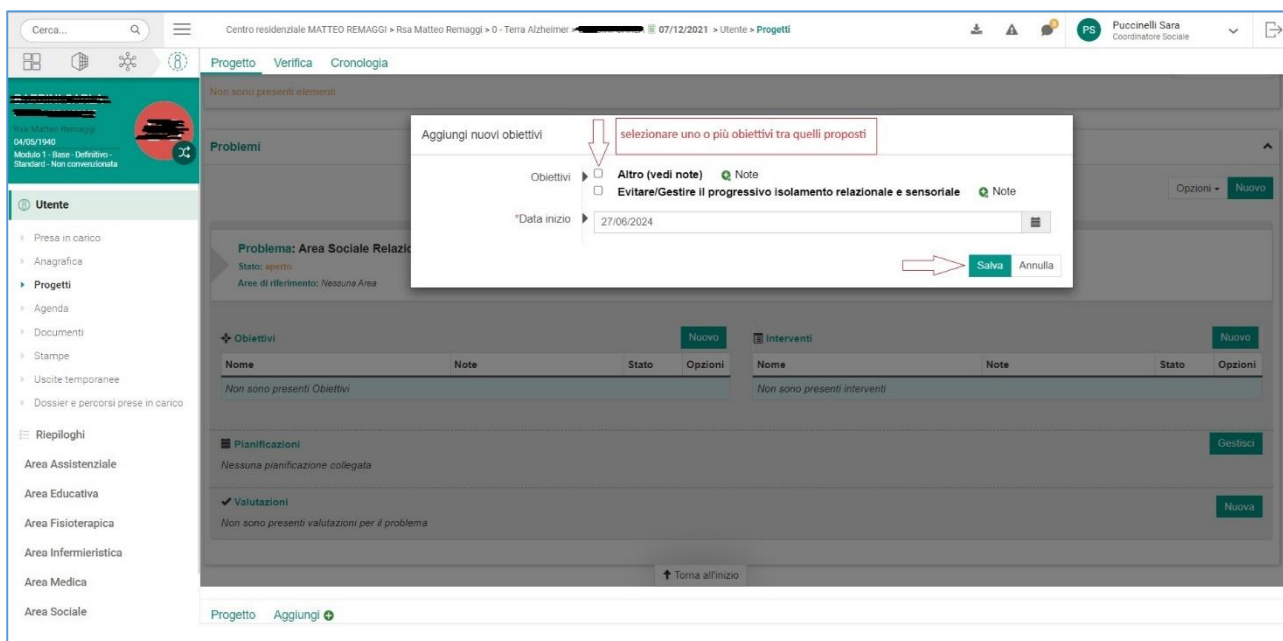 Cerca...
Centro residenziale MATTEO REMAGGI » Rsa Matteo Remaggi » 0 - Terra Alzheimer » 07/12/2021 » Utente » Progetti
3
PS
Puccinelli Sara
Coordinatore Sociale
Progetto Verifica Cronologia
Non sono presenti elementi
Rsa Matteo Remaggi
04/05/1940
Modulo 1 - Base - Definitivo -
Standard - Non convenzionata
Problemi
Opzioni Nuovo
Aggiungi nuovi obiettivi
selezionare uno o più obiettivi tra quelli proposti
Obiettivi
Altro (vedi note) Note
Evitare/Gestire il progressivo isolamento relazionale e sensoriale Note
*Data inizio 27/06/2024
Salva Annulla
Utente
Presa in carico
Anagrafica
Progetti
Agenda
Documenti
Stampe
Uscite temporanee
Dossier e percorsi prese in carico
Riepiloghi
Area Assistenziale
Area Educativa
Area Fisioterapica
Area Infermieristica
Area Medica
Area Sociale
Problema: Area Sociale Relazio
Stato: aperto
Aree di riferimento: Nessuna Area
Obiettivi Nuovo
Nome Note Stato Opzioni
Non sono presenti Obiettivi
Interventi Nuovo
Nome Note Stato Opzioni
Non sono presenti interventi
Pianificazioni Gestisci
Nessuna pianificazione collegata
Valutazioni Nuova
Non sono presenti valutazioni per il problema
Torna all'inizio
Progetto Aggiungi